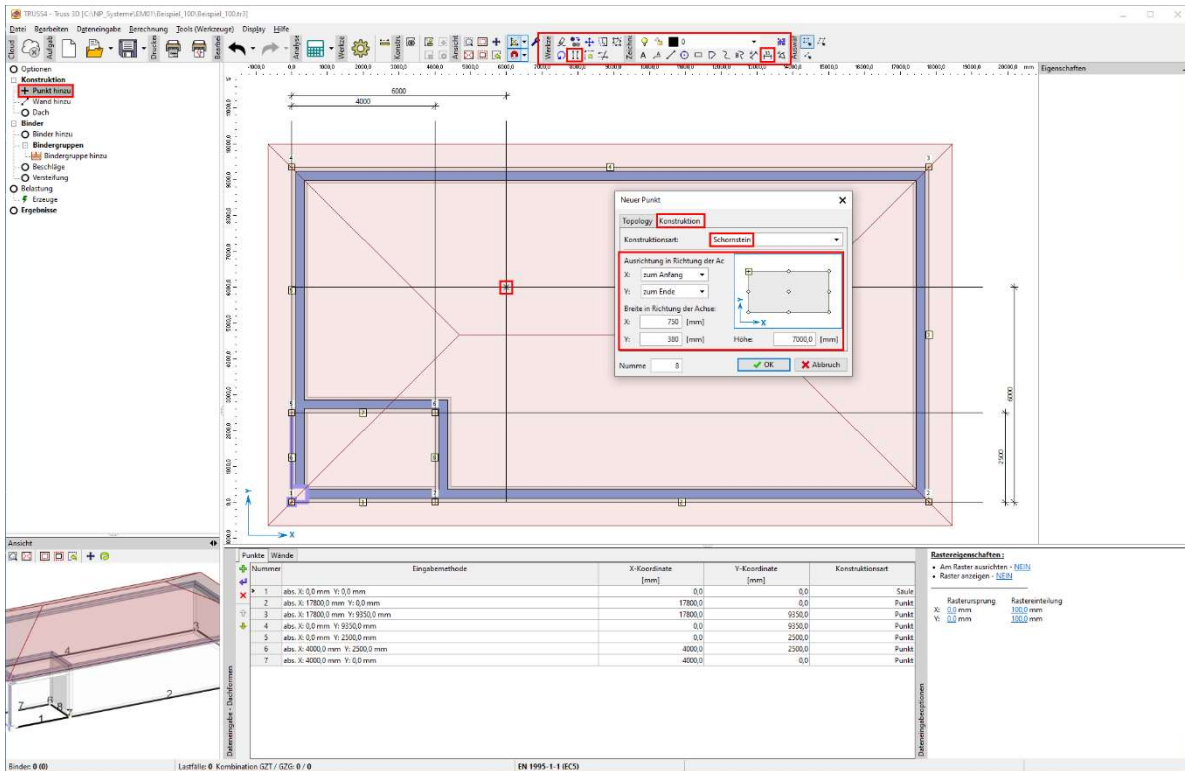 TRUSS4 - Truss 3D [C:\NP_Systeme\EM01\Beispiel_100\Beispiel_100.tr3]
Datei Bearbeiten Dateneingabe Berechnung Tools (Werkzeuge) Display Hilfe
Optionen
Konstruktion
Punkt hinzu
Wand hinzu
Dach
Binder
Binder hinzu
Bindergruppen
Bindergruppe hinzu
Beschläge
Versteifung
Belastung
Erzeuge
Ergebnisse
Eigenschaften
6000
4000
6000
2500
Neuer Punkt
Topology Konstruktion
Konstruktionsart: Schornstein
Ausrichtung in Richtung der Ac
X: zum Anfang
Y: zum Ende
Breite in Richtung der Achse:
X: 750 [mm]
Y: 380 [mm] Höhe: 7000,0 [mm]
Numme 8 OK Abbruch
Y
X
Ansicht
Punkte Wände
Nummer Eingabemethode X-Koordinate [mm] Y-Koordinate [mm] Konstruktionsart
1 abs. X: 0,0 mm Y: 0,0 mm 0,0 0,0 Säule
2 abs. X: 17800,0 mm Y: 0,0 mm 17800,0 0,0 Punkt
3 abs. X: 17800,0 mm Y: 9350,0 mm 17800,0 9350,0 Punkt
4 abs. X: 0,0 mm Y: 9350,0 mm 0,0 9350,0 Punkt
5 abs. X: 0,0 mm Y: 2500,0 mm 0,0 2500,0 Punkt
6 abs. X: 4000,0 mm Y: 2500,0 mm 4000,0 2500,0 Punkt
7 abs. X: 4000,0 mm Y: 0,0 mm 4000,0 0,0 Punkt
Dateneingabe - Dachformen
Dateneingabeoptionen
Rastereigenschaften:
• Am Raster ausrichten - NEIN
• Raster anzeigen - NEIN
Rasterursprung Rastereinteilung
X: 0,0 mm 100,0 mm
Y: 0,0 mm 100,0 mm
Binder: 0 (0) Lastfälle: 0 Kombination GZT / GZG: 0 / 0 EN 1995-1-1 (EC5)